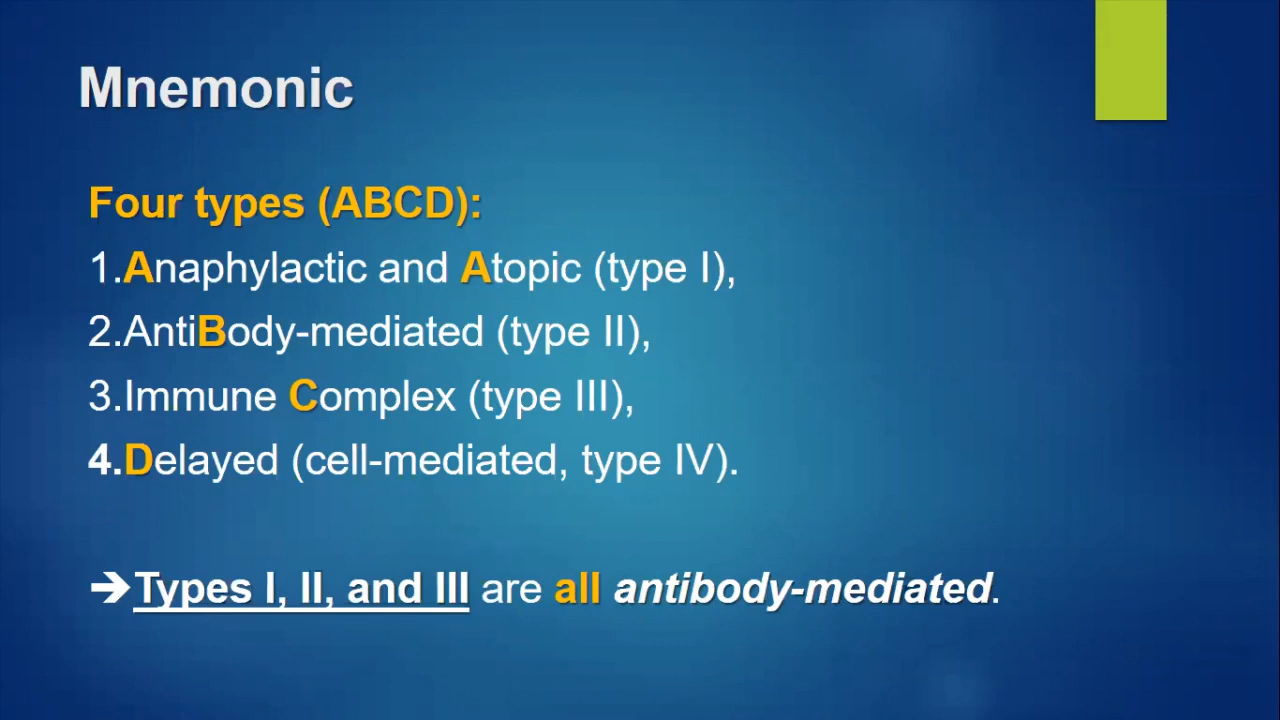 Mnemonic
Four types (ABCD):
1.Anaphylactic and Atopic (type I),
2.AntiBody-mediated (type II),
3.Immune Complex (type III),
4.Delayed (cell-mediated, type IV).
➔Types I, II, and III are all antibody-mediated.